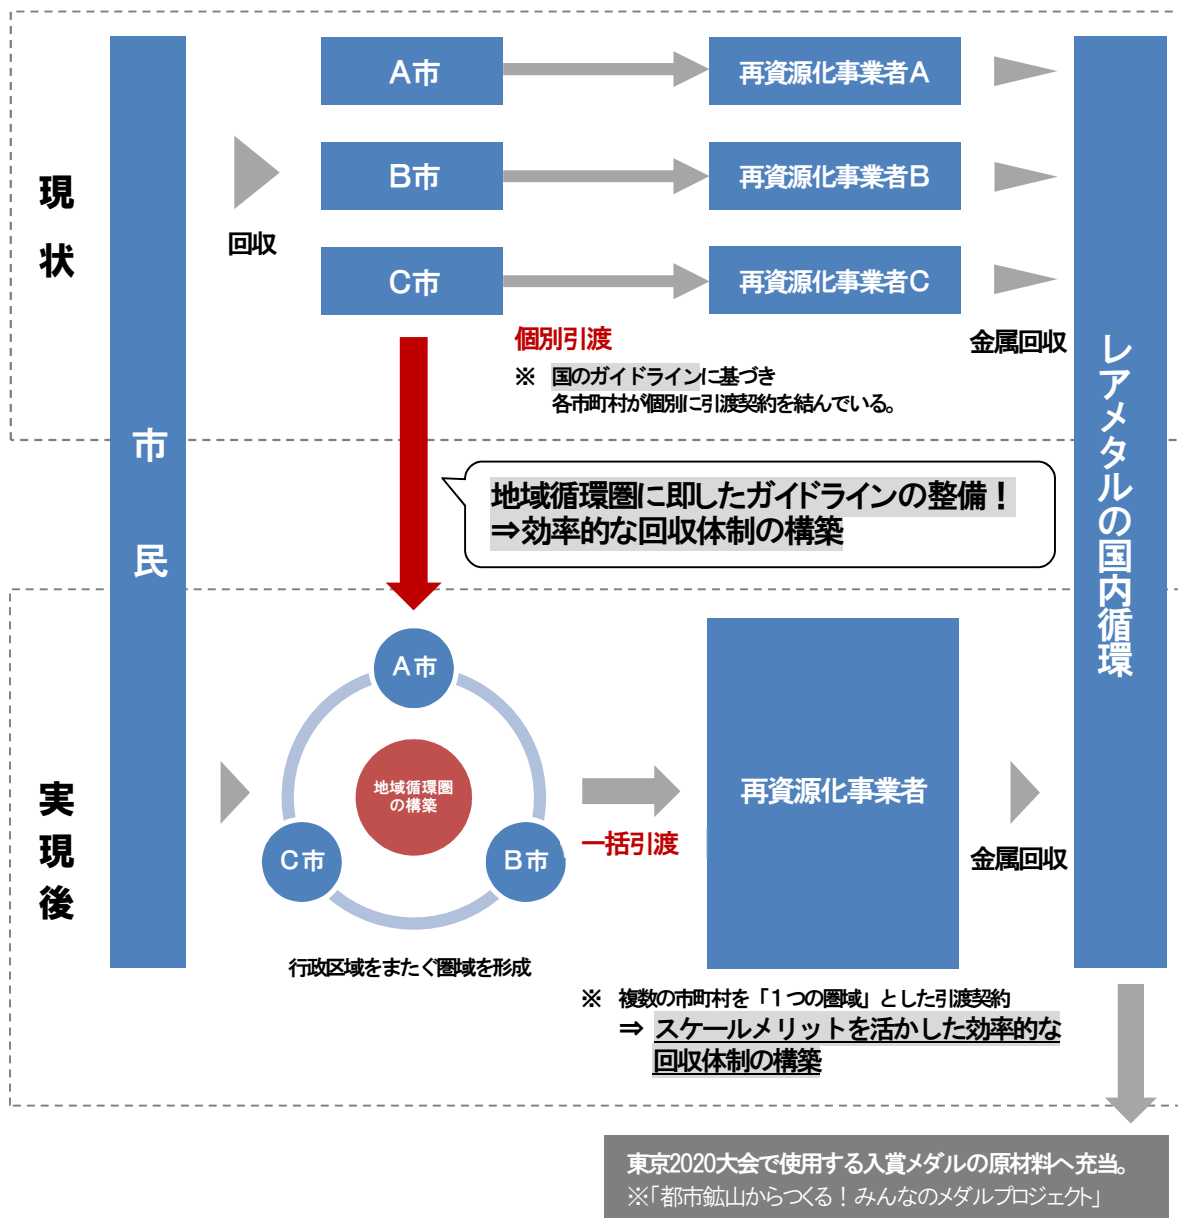 現状
市民
回収
A市
再資源化事業者A
B市
再資源化事業者B
C市
再資源化事業者C
個別引渡
※ 国のガイドラインに基づき
各市町村が個別に引渡契約を結んでいる。
金属回収
レアメタルの国内循環
地域循環圏に即したガイドラインの整備！
⇒効率的な回収体制の構築
実現後
A市
地域循環圏
の構築
C市
B市
行政区域をまたぐ圏域を形成
一括引渡
再資源化事業者
金属回収
※ 複数の市町村を「１つの圏域」とした引渡契約
⇒ スケールメリットを活かした効率的な
回収体制の構築
東京2020大会で使用する入賞メダルの原材料へ充当。
※「都市鉱山からつくる！みんなのメダルプロジェクト」